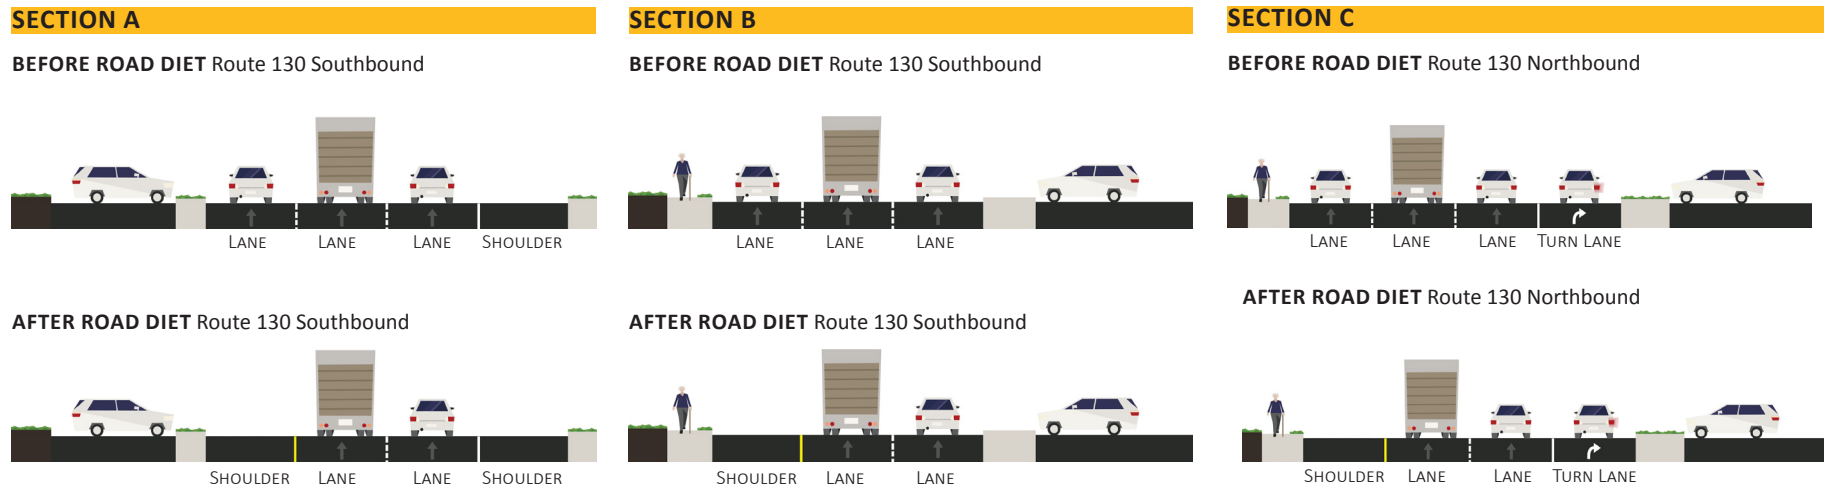 SECTION A
BEFORE ROAD DIET Route 130 Southbound
LANE LANE LANE SHOULDER
AFTER ROAD DIET Route 130 Southbound
SHOULDER LANE LANE SHOULDER
SECTION B
BEFORE ROAD DIET Route 130 Southbound
LANE LANE LANE
AFTER ROAD DIET Route 130 Southbound
SHOULDER LANE LANE
SECTION C
BEFORE ROAD DIET Route 130 Northbound
LANE LANE LANE TURN LANE
AFTER ROAD DIET Route 130 Northbound
SHOULDER LANE LANE TURN LANE